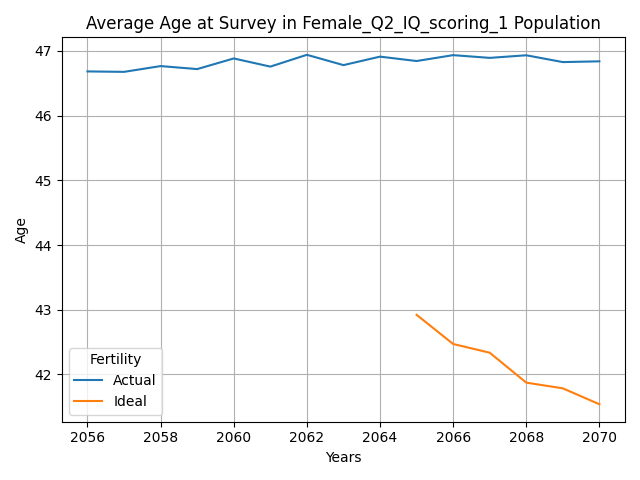 Average Age at Survey in Female_Q2_IQ_scoring_1 Population
47
46
45
44
43
42
Age
Fertility
Actual
Ideal
2056 2058 2060 2062 2064 2066 2068 2070
Years